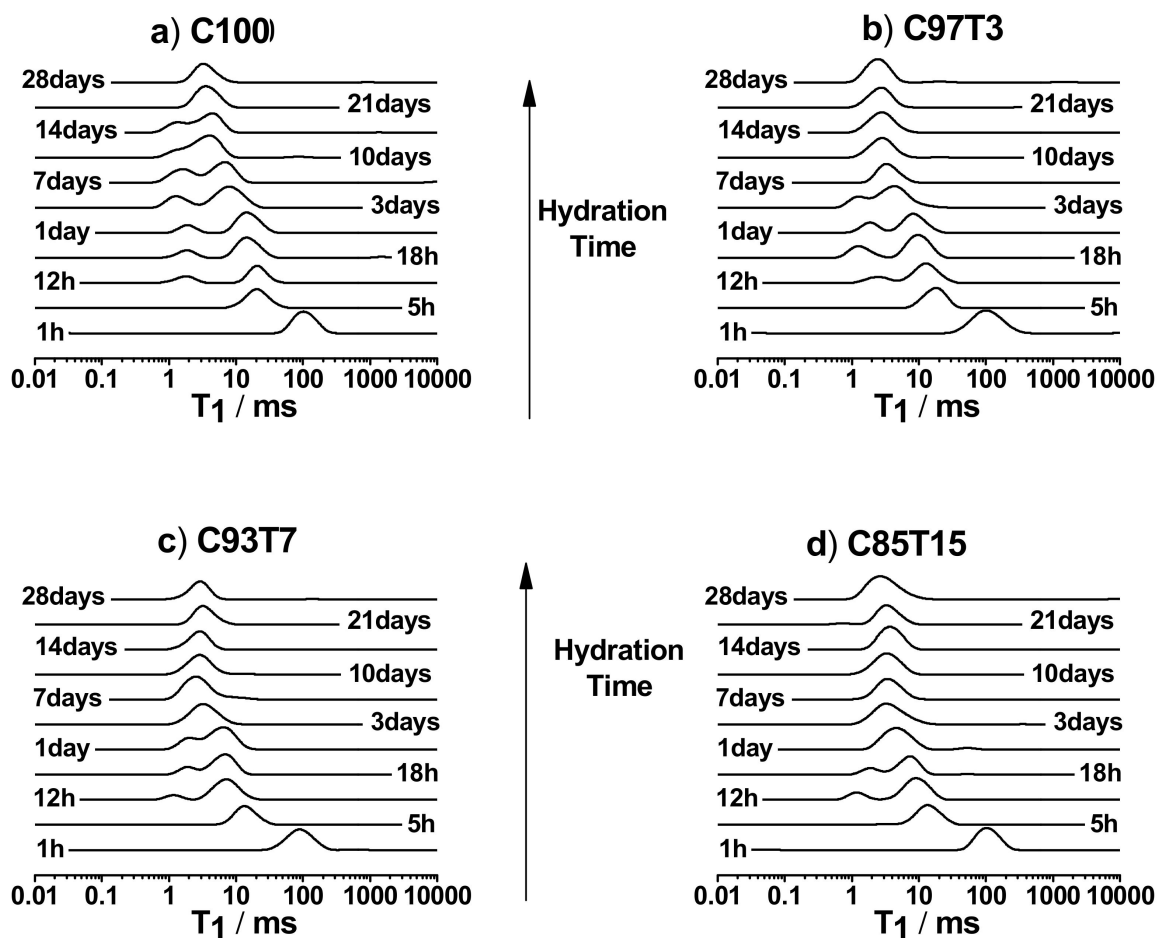 a) C100)
28days
21days
14days
10days
7days
3days
1day
18h
12h
5h
1h
0.01 0.1 1 10 100 1000 10000
T1 / ms
Hydration
Time
b) C97T3
28days
21days
14days
10days
7days
3days
1day
18h
12h
5h
1h
0.01 0.1 1 10 100 1000 10000
T1 / ms
c) C93T7
28days
21days
14days
10days
7days
3days
1day
18h
12h
5h
1h
0.01 0.1 1 10 100 1000 10000
T1 / ms
Hydration
Time
d) C85T15
28days
21days
14days
10days
7days
3days
1day
18h
12h
5h
1h
0.01 0.1 1 10 100 1000 10000
T1 / ms